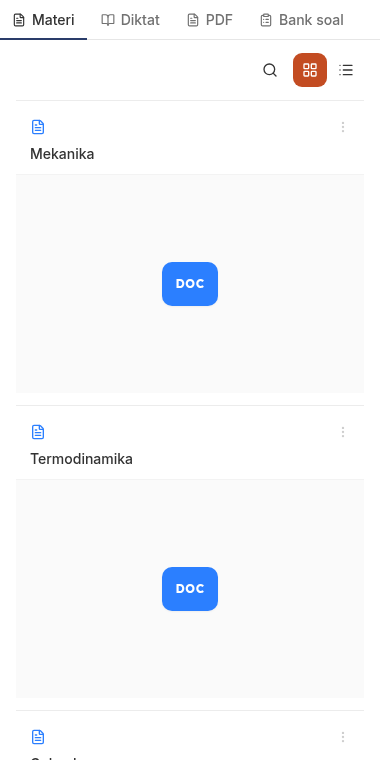 Materi
Diktat
PDF
Bank soal
Mekanika
DOC
Termodinamika
DOC